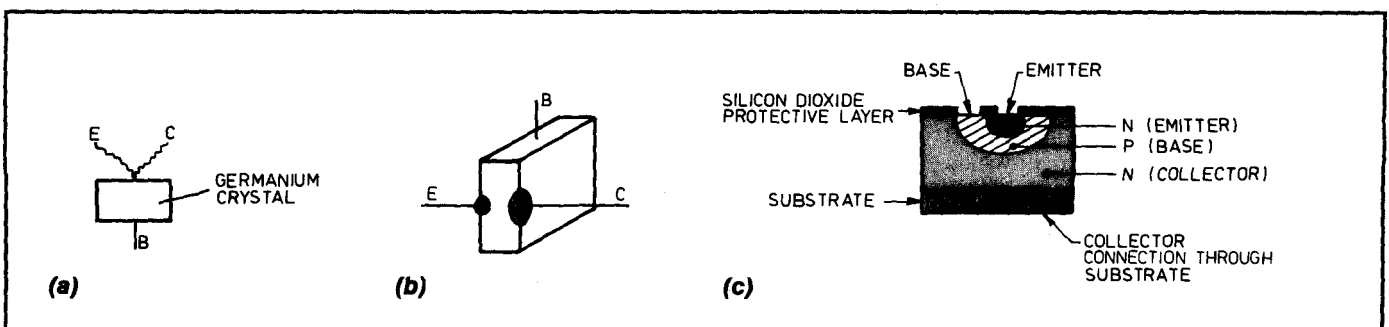 E
C
GERMANIUM
CRYSTAL
B
(a)
B
E
C
(b)
BASE
EMITTER
SILICON DIOXIDE
PROTECTIVE LAYER
N (EMITTER)
P (BASE)
N (COLLECTOR)
SUBSTRATE
COLLECTOR
CONNECTION THROUGH
SUBSTRATE
(c)